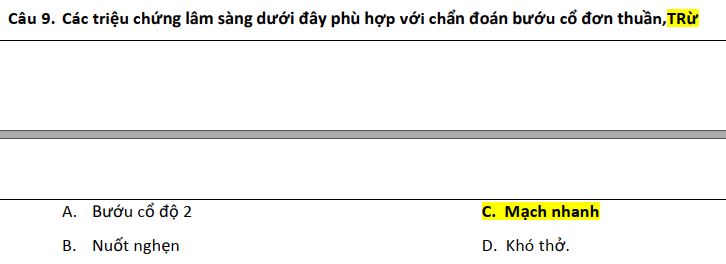 Câu 9. Các triệu chứng lâm sàng dưới đây phù hợp với chẩn đoán bướu cổ đơn thuần,TRừ
A. Bướu cổ độ 2
C. Mạch nhanh
B. Nuốt nghẹn
D. Khó thở.